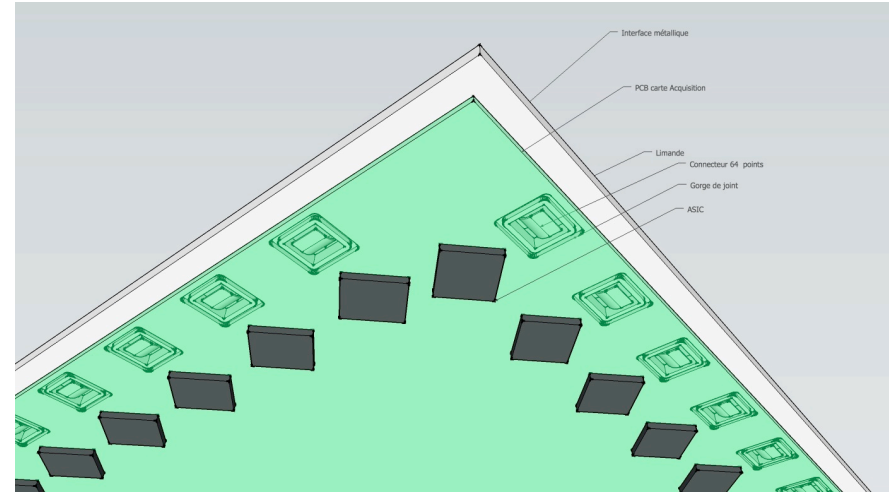 Interface métallique
PCB carte Acquisition
Limande
Connecteur 64 points
Gorge de joint
ASIC